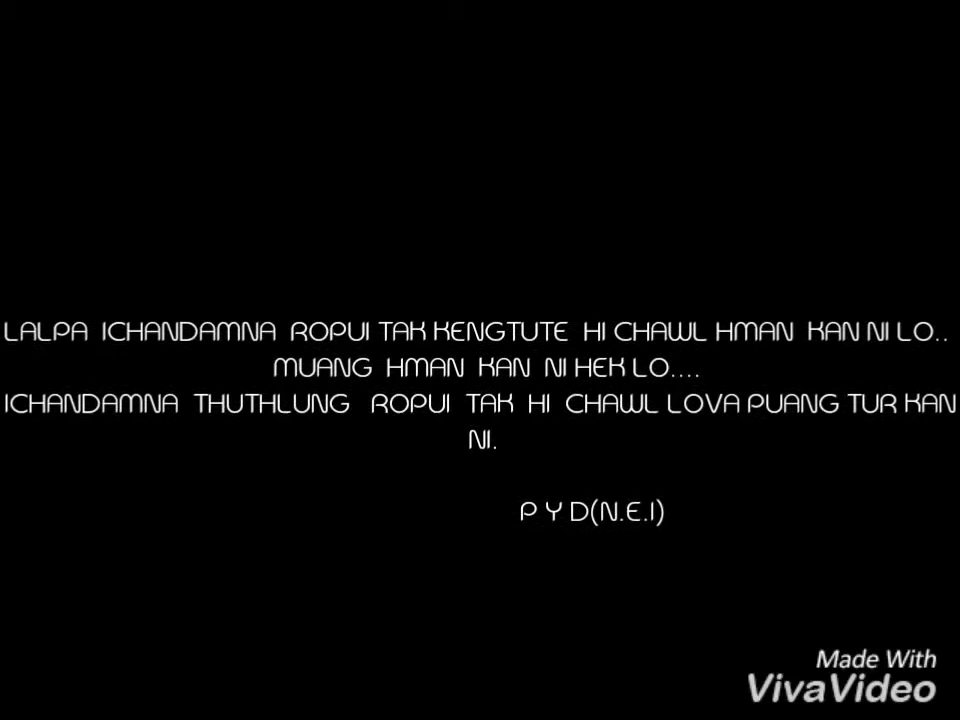 LALPA ICHANDAMNA ROPUI TAK KENGTUTE HI CHAWL HMAN KAN NI LO..
MUANG HMAN KAN NI HEK LO....
ICHANDAMNA THUTHLUNG ROPUI TAK HI CHAWL LOVA PUANG TUR KAN
NI.
P Y D(N.E.I)
Made With
VivaVideo